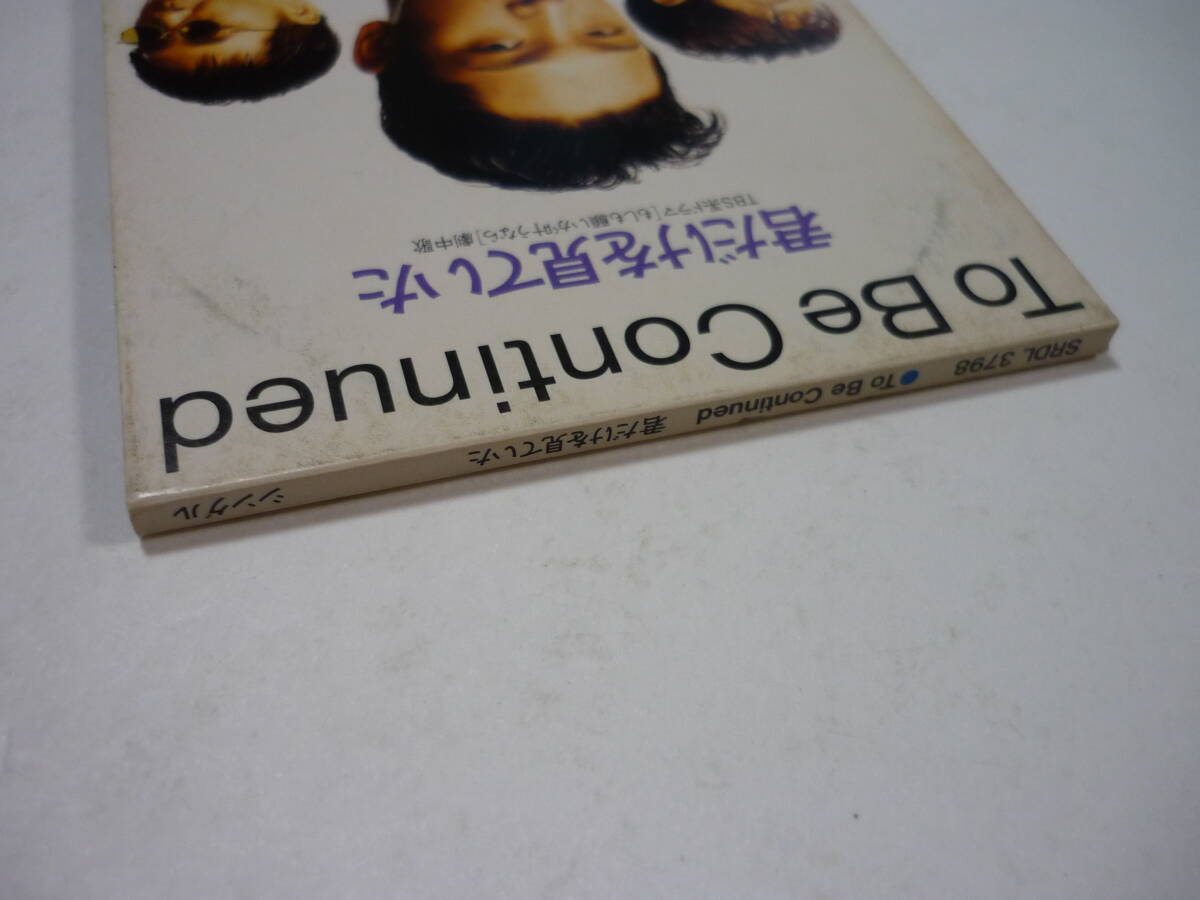 To Be Continued
君だけを見ていた
TBS系ドラマ「もしも願いが叶うなら」劇中歌
SRDL 3798 ●To Be Continued 君だけを見ていた シングル